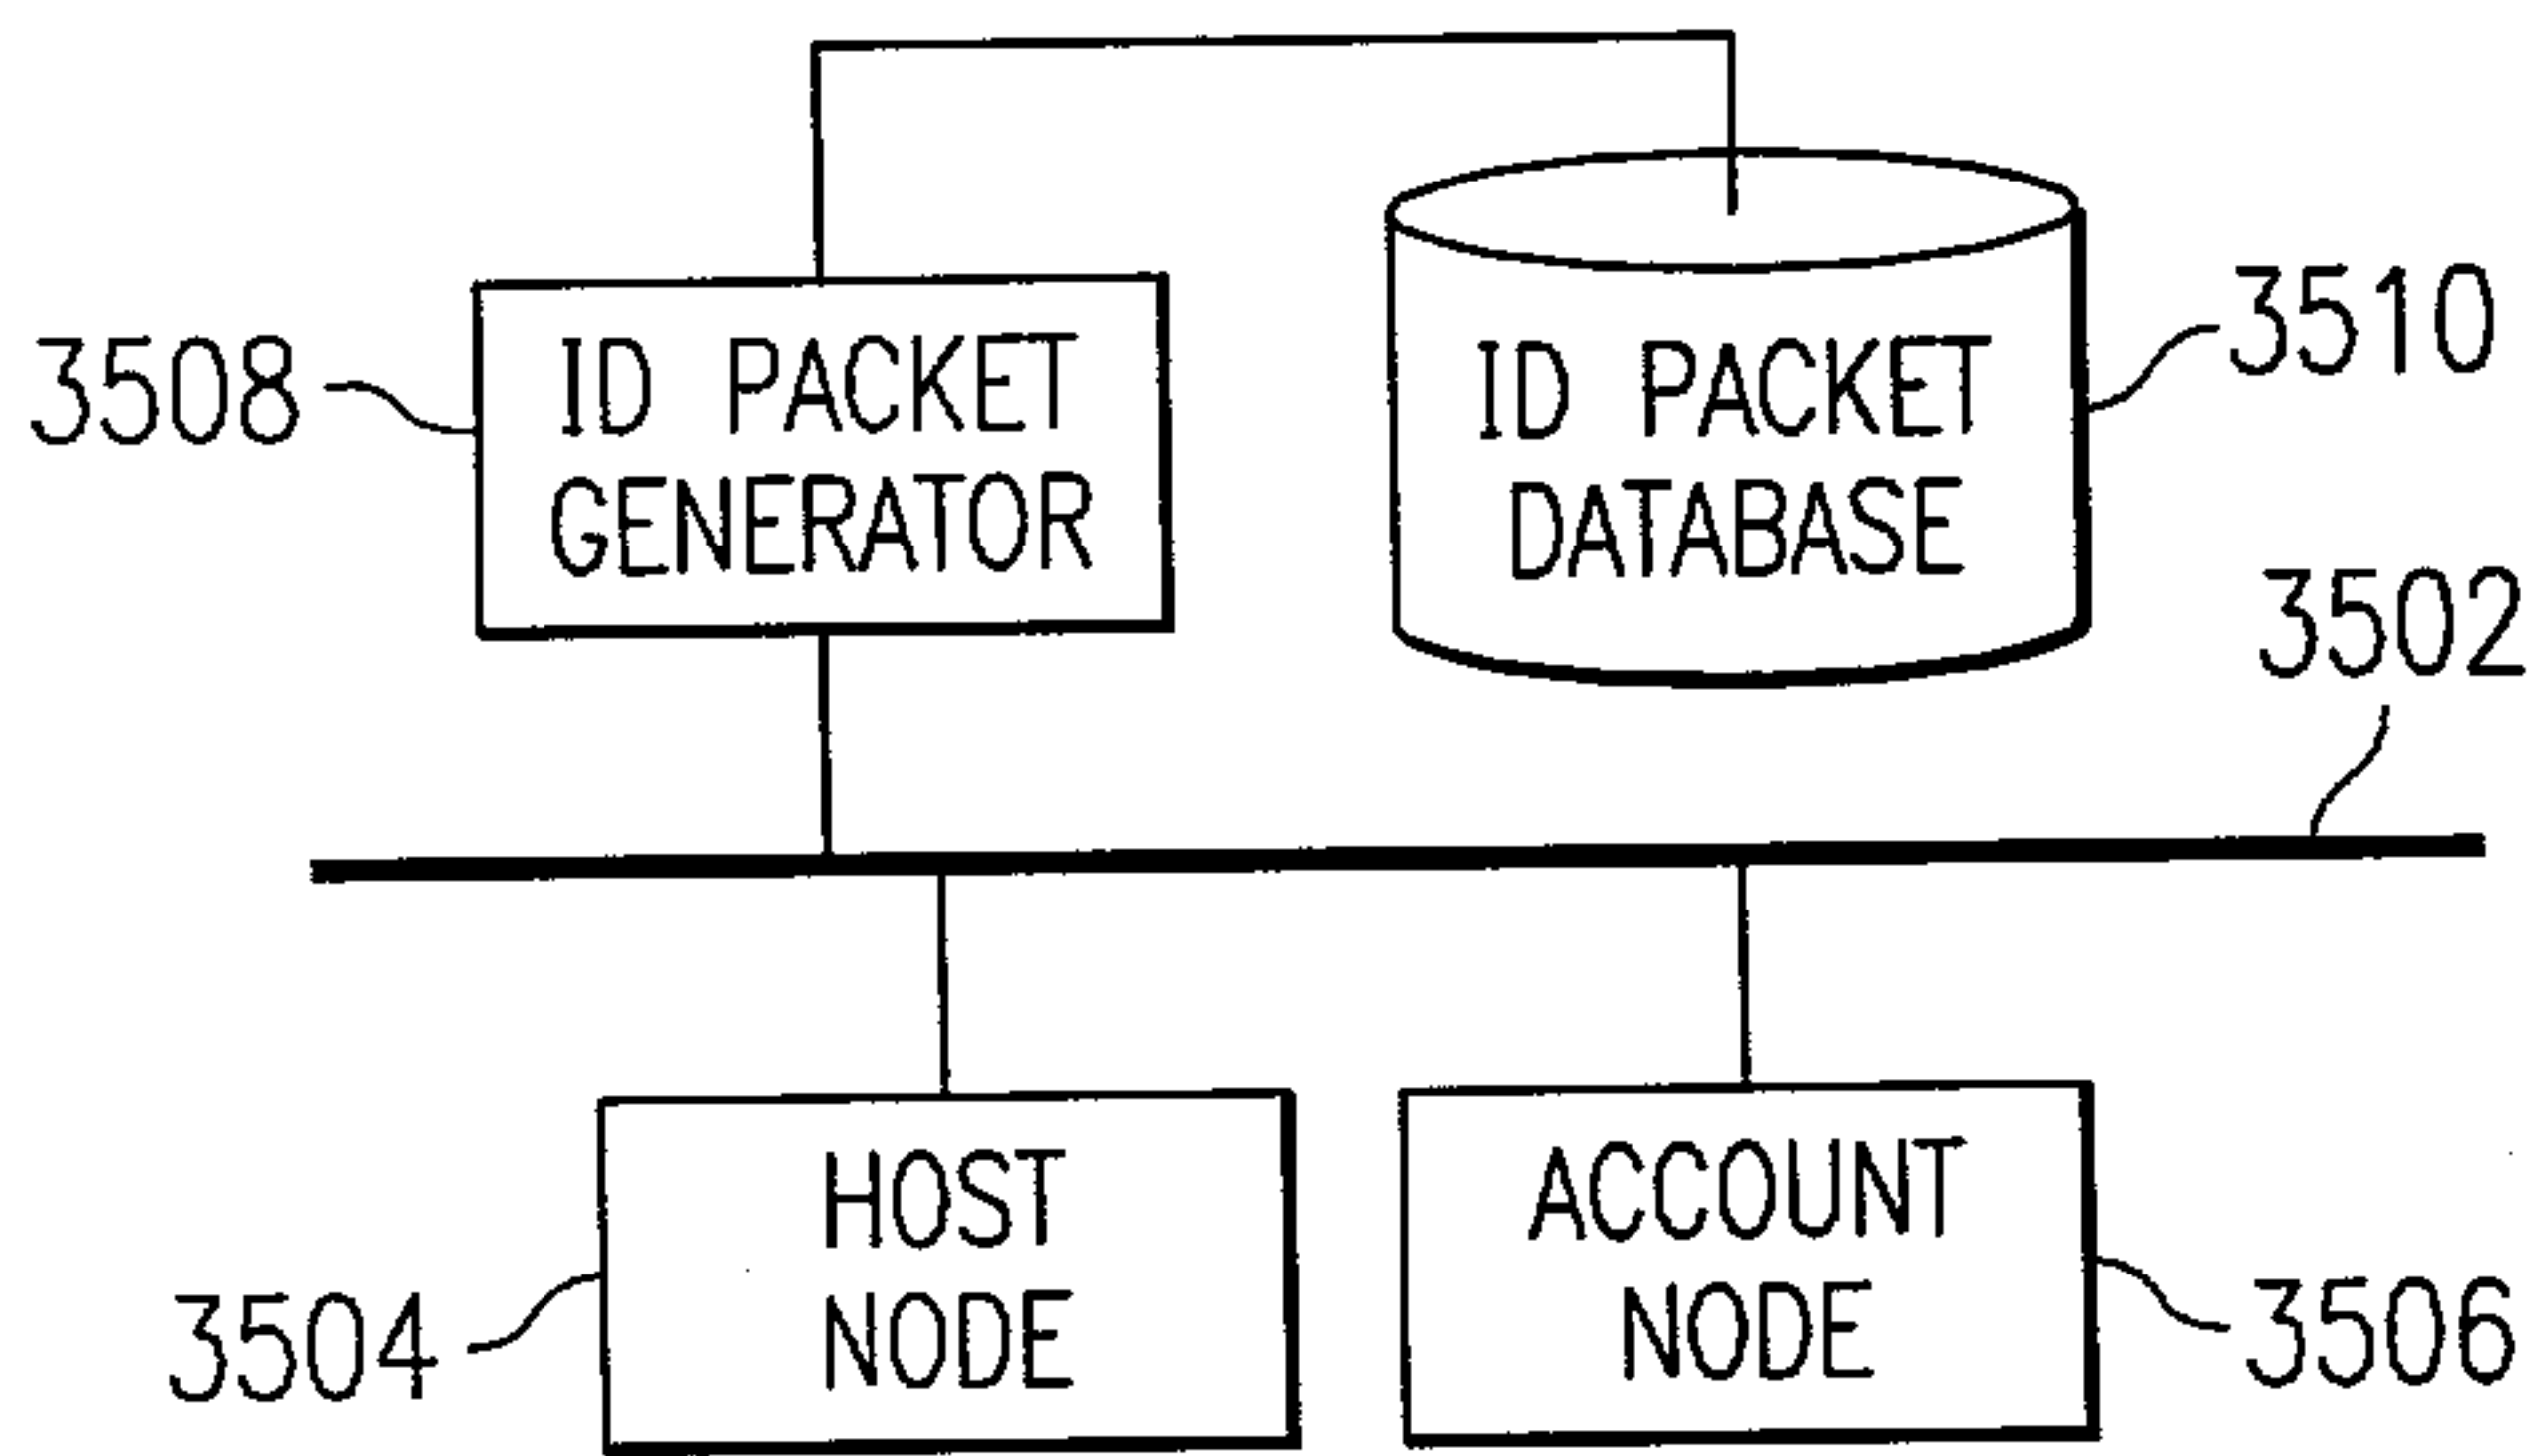 3508
ID PACKET
GENERATOR
ID PACKET
DATABASE
3510
3502
HOST
NODE
3504
ACCOUNT
NODE
3506